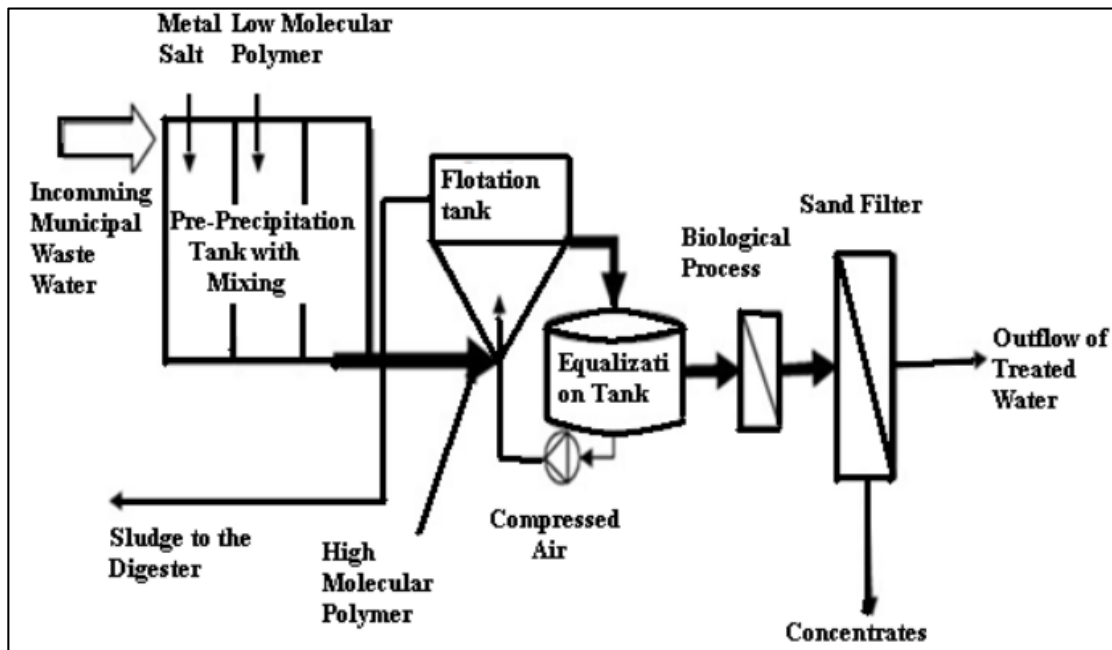 Metal
Salt
Low Molecular
Polymer
Incomming
Municipal
Waste
Water
Pre-Precipitation
Tank with
Mixing
Flotation
tank
Sand Filter
Biological
Process
Equalizati
on Tank
Outflow of
Treated
Water
Compressed
Air
Sludge to the
Digester
High
Molecular
Polymer
Concentrates